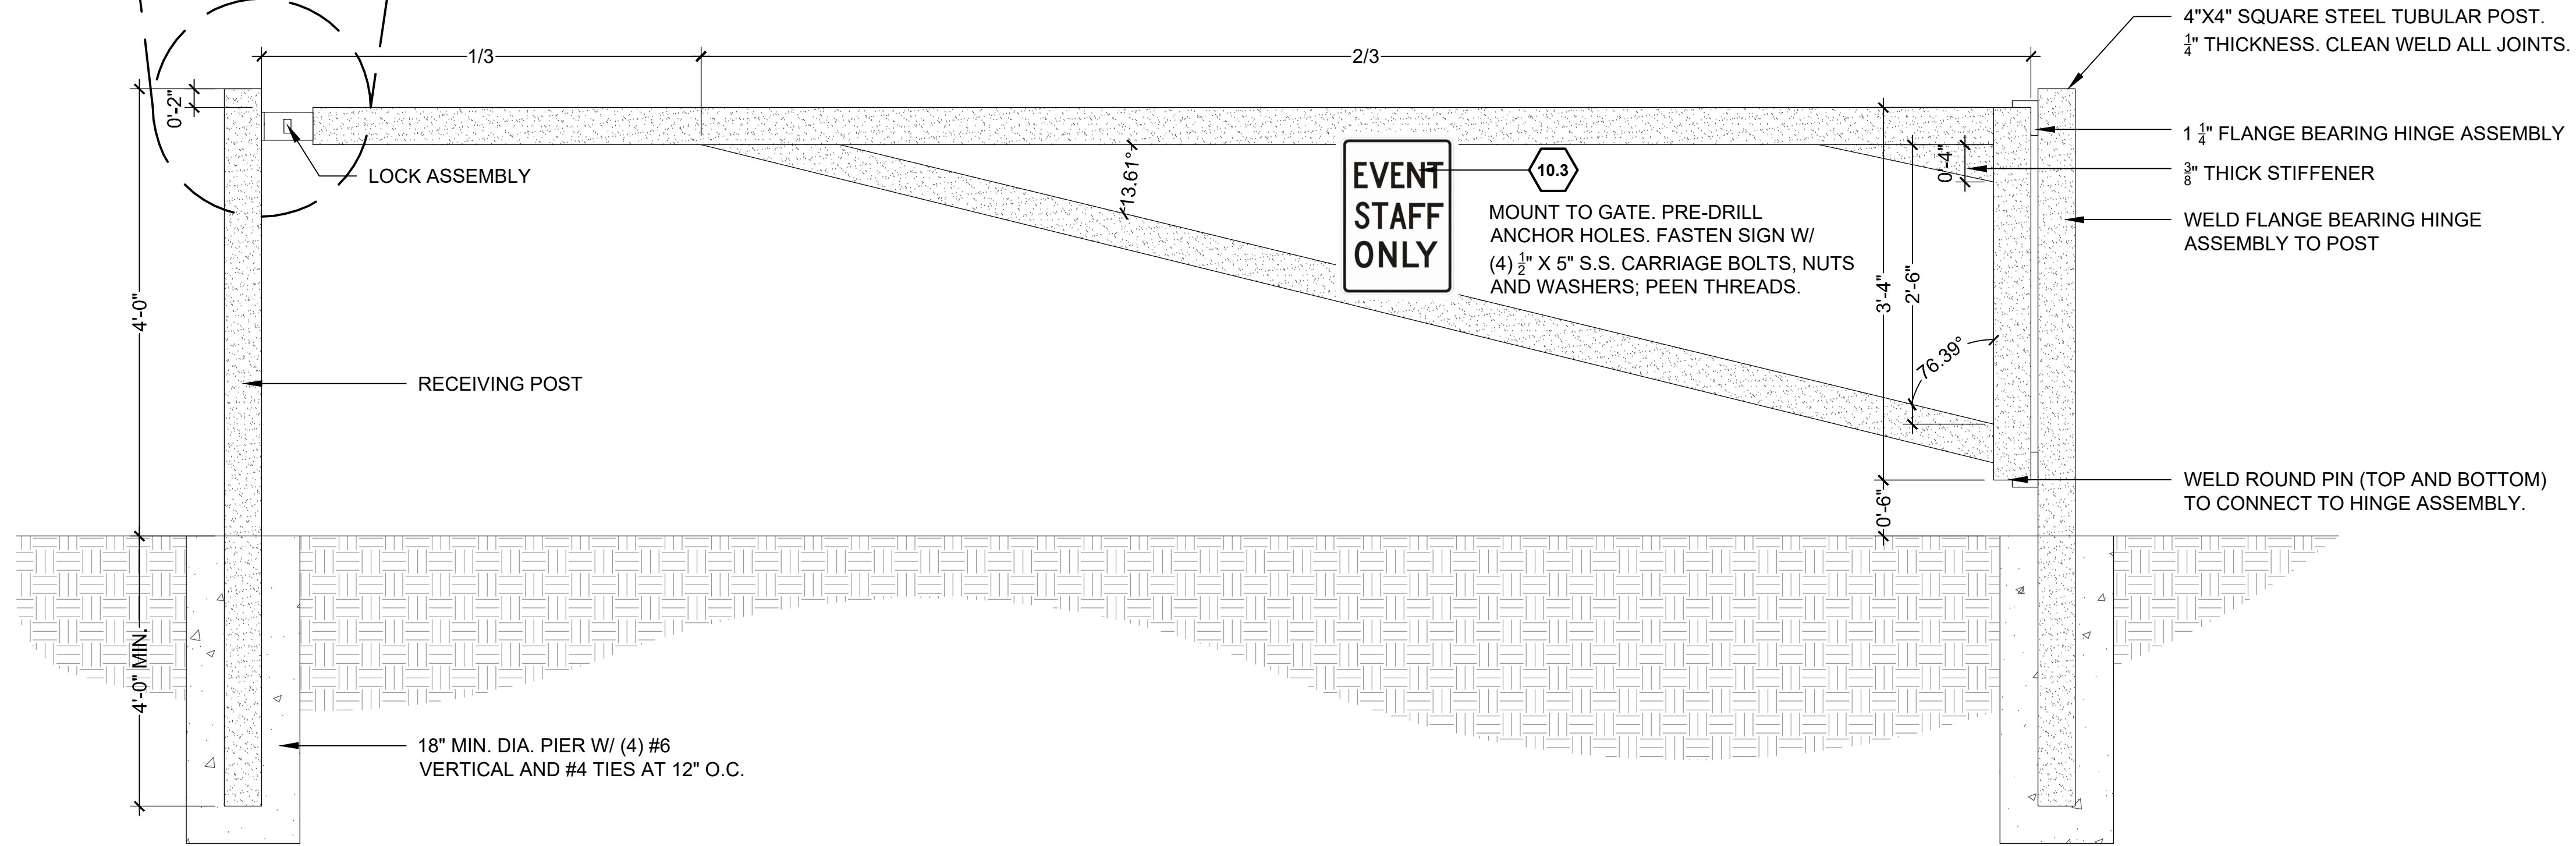 4"X4" SQUARE STEEL TUBULAR POST.
1/4" THICKNESS. CLEAN WELD ALL JOINTS.
1/3
2/3
0'-2"
1 1/4" FLANGE BEARING HINGE ASSEMBLY
LOCK ASSEMBLY
13.61°
EVENT
STAFF
ONLY
10.3
0'-4"
3/8" THICK STIFFENER
MOUNT TO GATE. PRE-DRILL
ANCHOR HOLES. FASTEN SIGN W/
(4) 1/2" X 5" S.S. CARRIAGE BOLTS, NUTS
AND WASHERS; PEEN THREADS.
WELD FLANGE BEARING HINGE
ASSEMBLY TO POST
4'-0"
3'-4"
2'-6"
76.39°
RECEIVING POST
WELD ROUND PIN (TOP AND BOTTOM)
TO CONNECT TO HINGE ASSEMBLY.
0'-6"
4'-0" MIN.
18" MIN. DIA. PIER W/ (4) #6
VERTICAL AND #4 TIES AT 12" O.C.